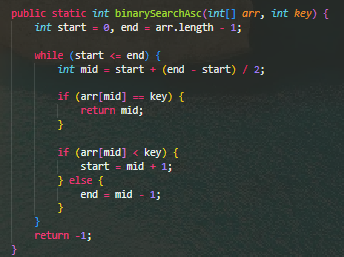 public static int binarySearchAsc(int[] arr, int key) {
    int start = 0, end = arr.length - 1;

    while (start <= end) {
        int mid = start + (end - start) / 2;

        if (arr[mid] == key) {
            return mid;
        }

        if (arr[mid] < key) {
            start = mid + 1;
        } else {
            end = mid - 1;
        }
    }
    return -1;
}